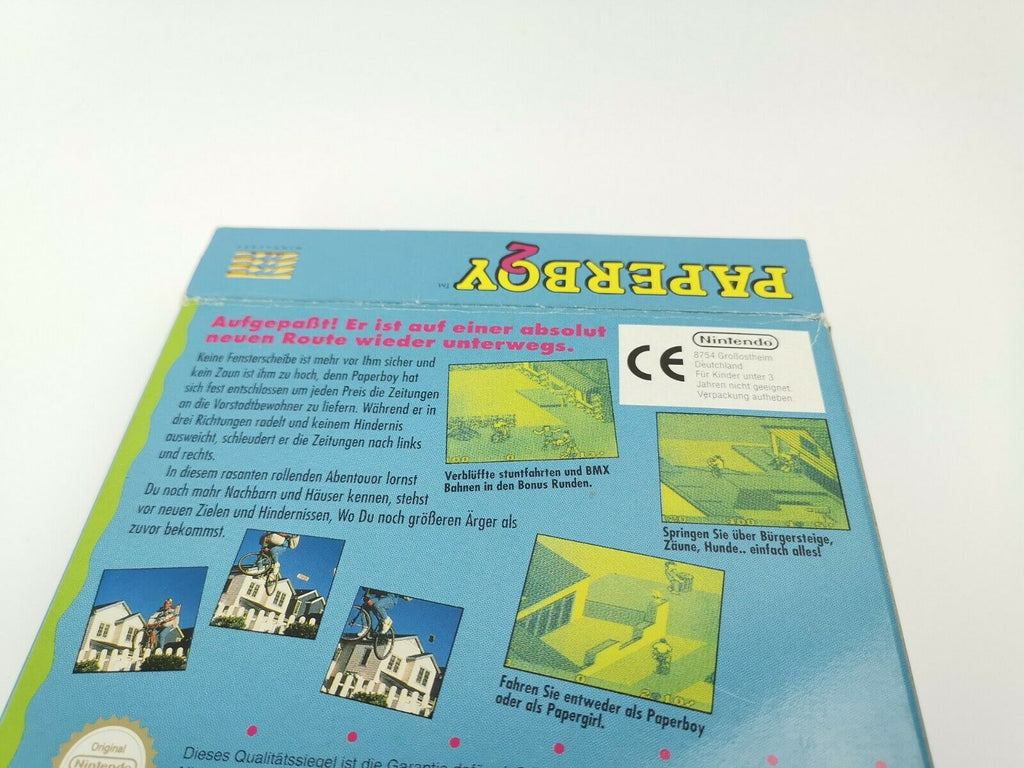 PAPERBOY 2™
MINDSCAPE
Aufgepaßt! Er ist auf einer absolut
neuen Route wieder unterwegs.
Keine Fensterscheibe ist mehr vor Ihm sicher und
kein Zaun ist ihm zu hoch, denn Paperboy hat
sich fest entschlossen um jeden Preis die Zeitungen
an die Vorstadtbewohner zu liefern. Während er in
drei Richtungen radelt und keinem Hindernis
ausweicht, schleudert er die Zeitungen nach links
und rechts.
In diesem rasanten rollenden Abentouor lornst
Du noch mahr Nachbarn und Häuser kennen, stehst
vor neuen Zielen und Hindernissen, Wo Du noch größeren Ärger als
zuvor bekommst.
CE
Nintendo
8754 Großostheim
Deutchland
Für Kinder unter 3
Jahren nicht geeignet.
Verpackung aufheben.
Verblüffte stuntfahrten und BMX
Bahnen in den Bonus Runden.
Springen Sie über Bürgersteige,
Zäune, Hunde.. einfach alles!
Fahren Sie entweder als Paperboy
oder als Papergirl.
Original
Nintendo
Dieses Qualitätssiegel ist die Garantie